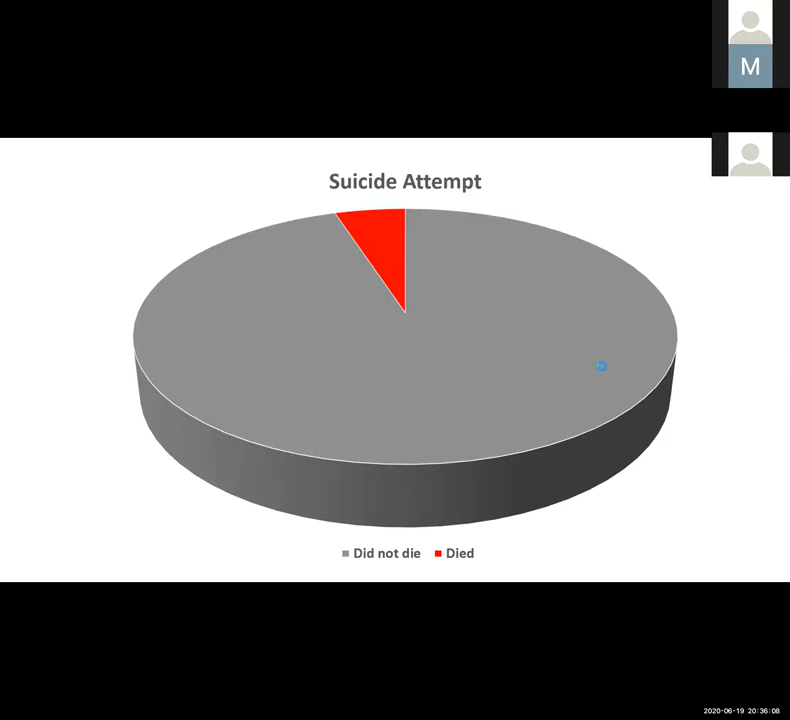 M
Suicide Attempt
Did not die Died
2020-06-19 20:36:08